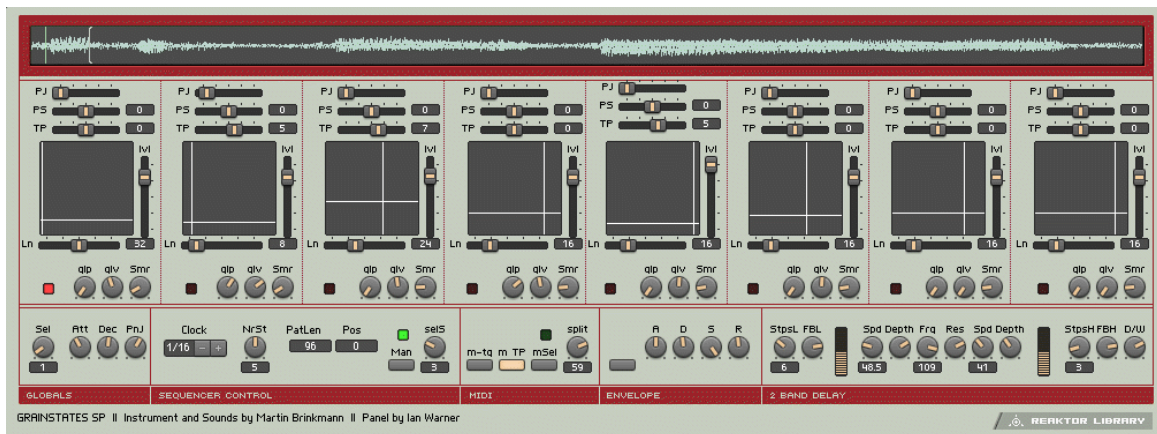 PJ PJ PJ PJ PJ PJ PJ PJ
PS 0 PS 0 PS 0 PS 0 PS 0 PS 0 PS 0 PS 0
TP 0 TP 5 TP 7 TP 0 TP 5 TP 0 TP 0 TP 0
lvl lvl lvl lvl lvl lvl lvl lvl
Ln 32 Ln 8 Ln 24 Ln 16 Ln 16 Ln 16 Ln 16 Ln 16
glp glv Smr glp glv Smr glp glv Smr glp glv Smr glp glv Smr glp glv Smr glp glv Smr glp glv Smr
Sel Att Dec PnJ
1
GLOBALS
Clock NrSt PatLen Pos selS
1/16 - + 96 0 Man
5 3
SEQUENCER CONTROL
split
m-tg m TP mSel 59
MIDI
A D S R
ENVELOPE
StpsL FBL Spd Depth Frq Res Spd Depth StpsH FBH D/W
6 48.5 109 41 3
2 BAND DELAY
GRAINSTATES SP II Instrument and Sounds by Martin Brinkmann II Panel by Ian Warner
REAKTOR LIBRARY